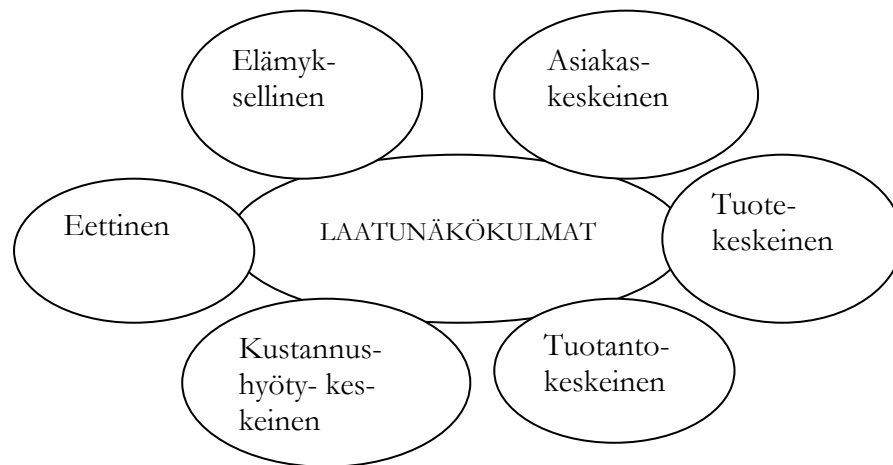 Elämyk-
sellinen
Asiakas-
keskeinen
Eettinen
LAATUNÄKÖKULMAT
Tuote-
keskeinen
Kustannus-
hyöty- kes-
keinen
Tuotanto-
keskeinen